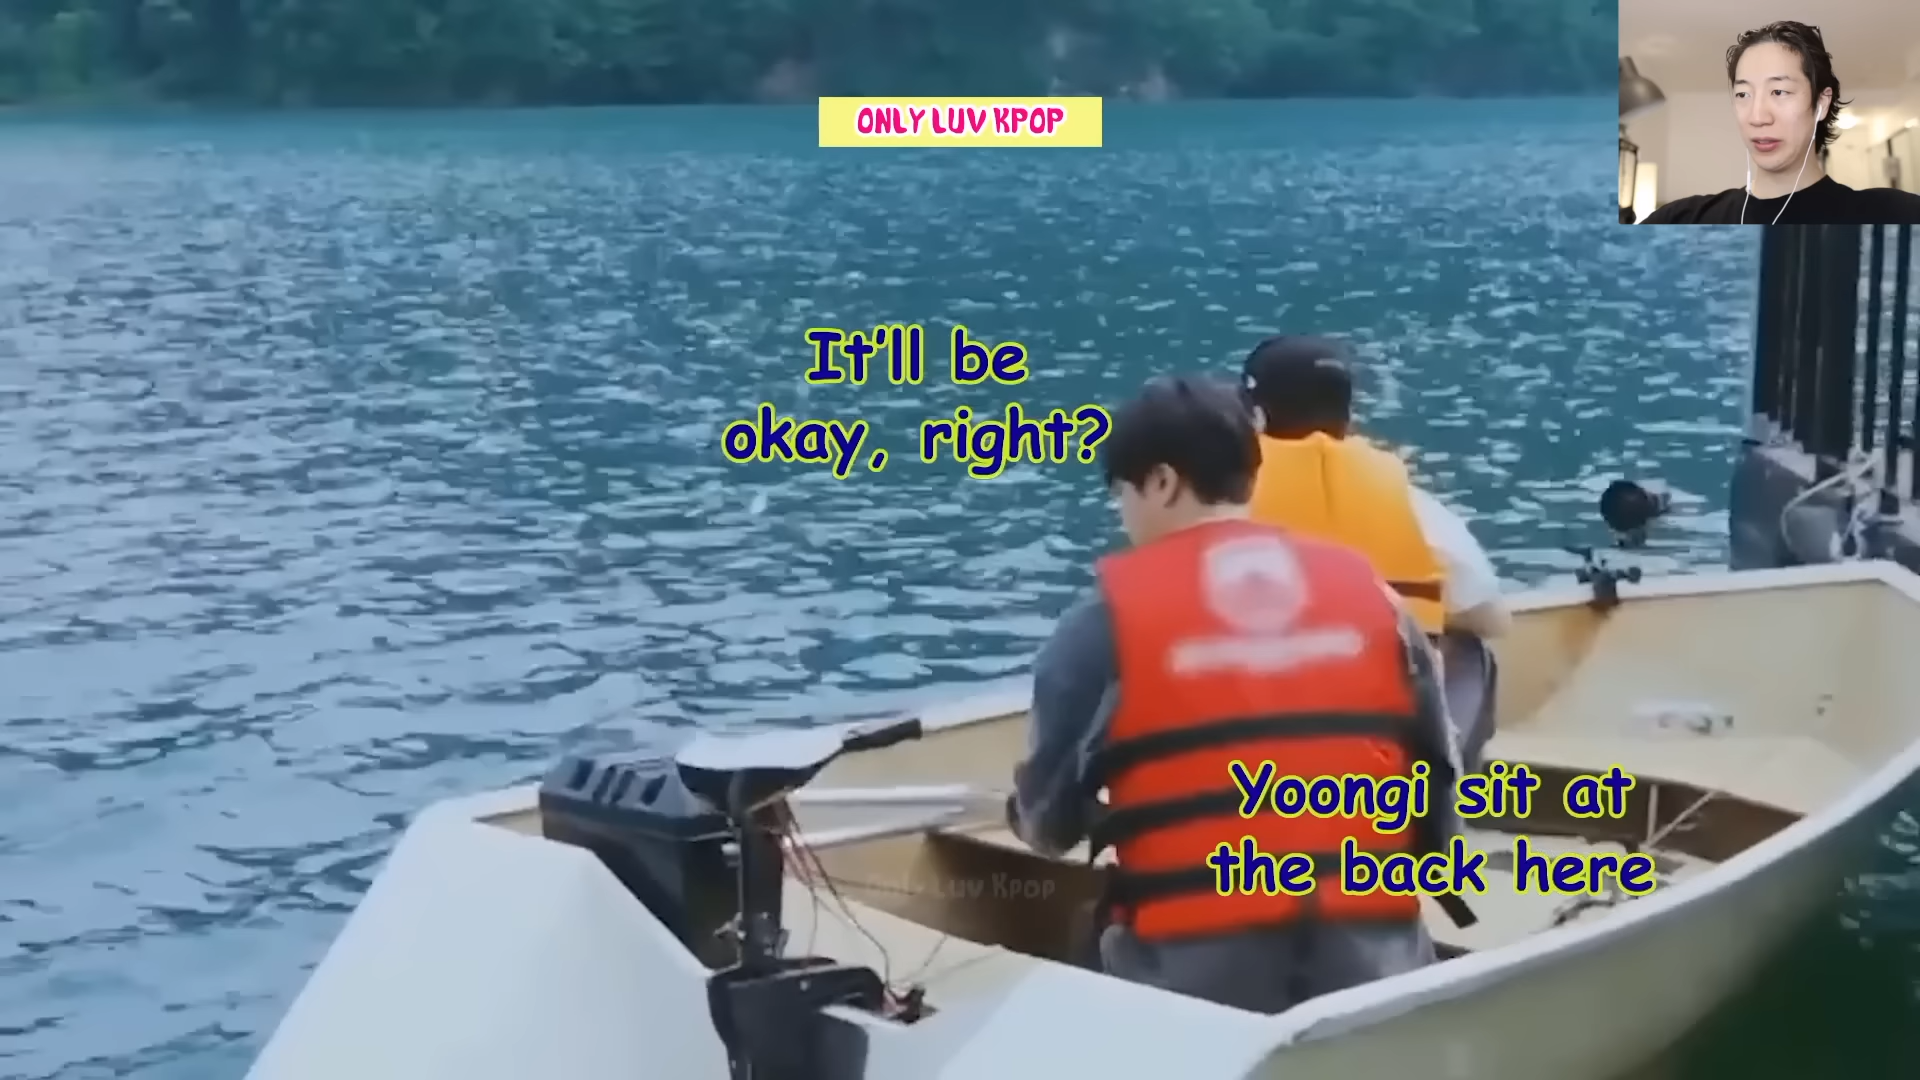 ONLY LUV KPOP
It'll be
okay, right?
Yoongi sit at
the back here
Only Luv Kpop